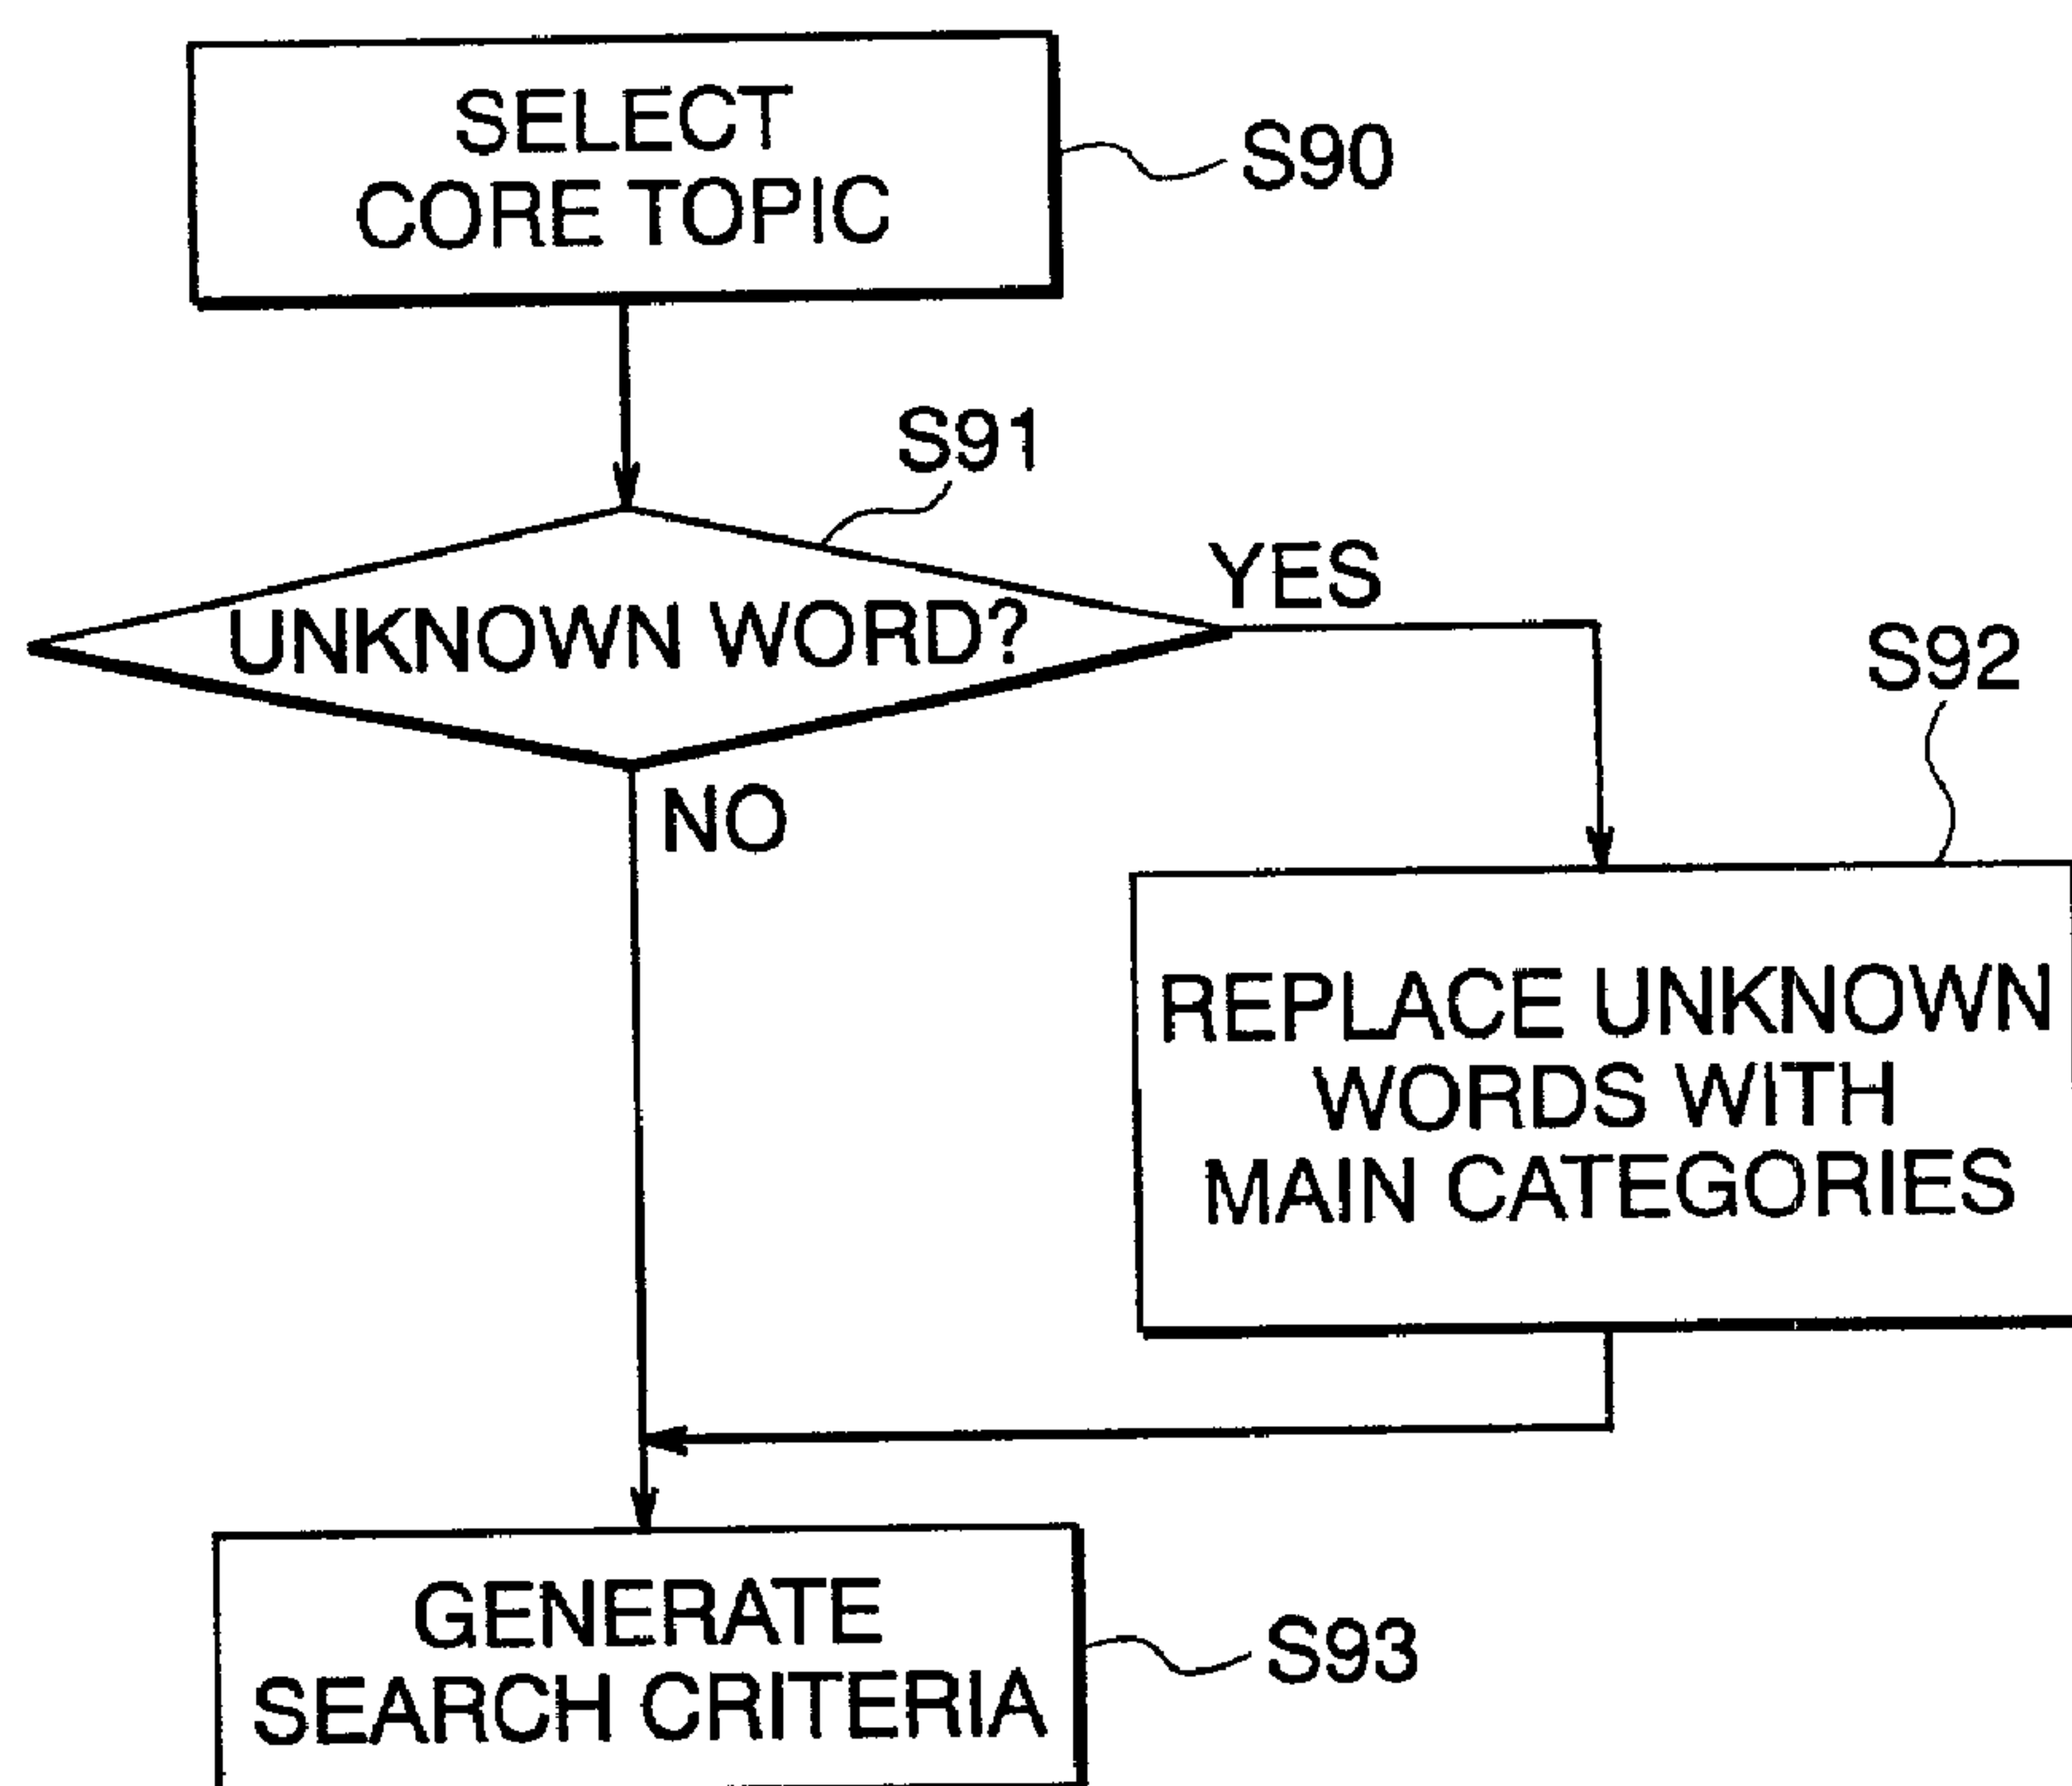 SELECT
CORE TOPIC
S90
S91
UNKNOWN WORD?
YES
NO
S92
REPLACE UNKNOWN
WORDS WITH
MAIN CATEGORIES
GENERATE
SEARCH CRITERIA
S93